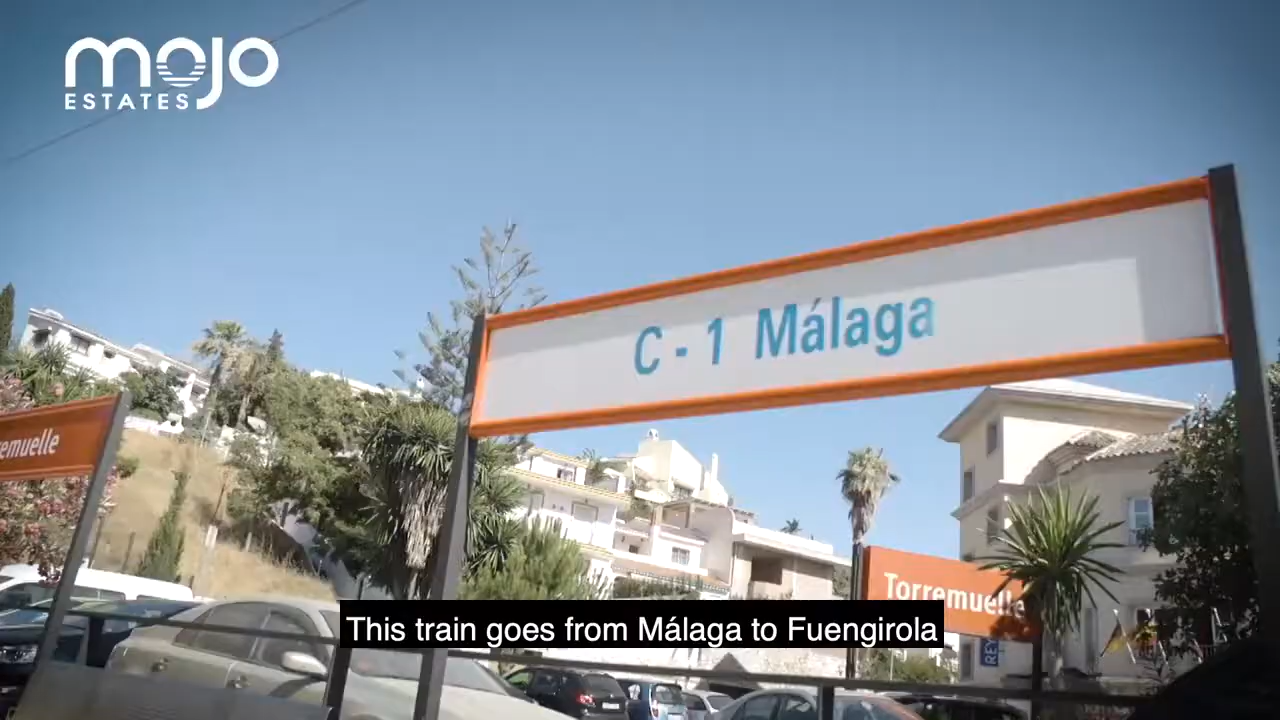 mojo
ESTATES
C - 1 Málaga
emuelle
Torremuelle
This train goes from Málaga to Fuengirola